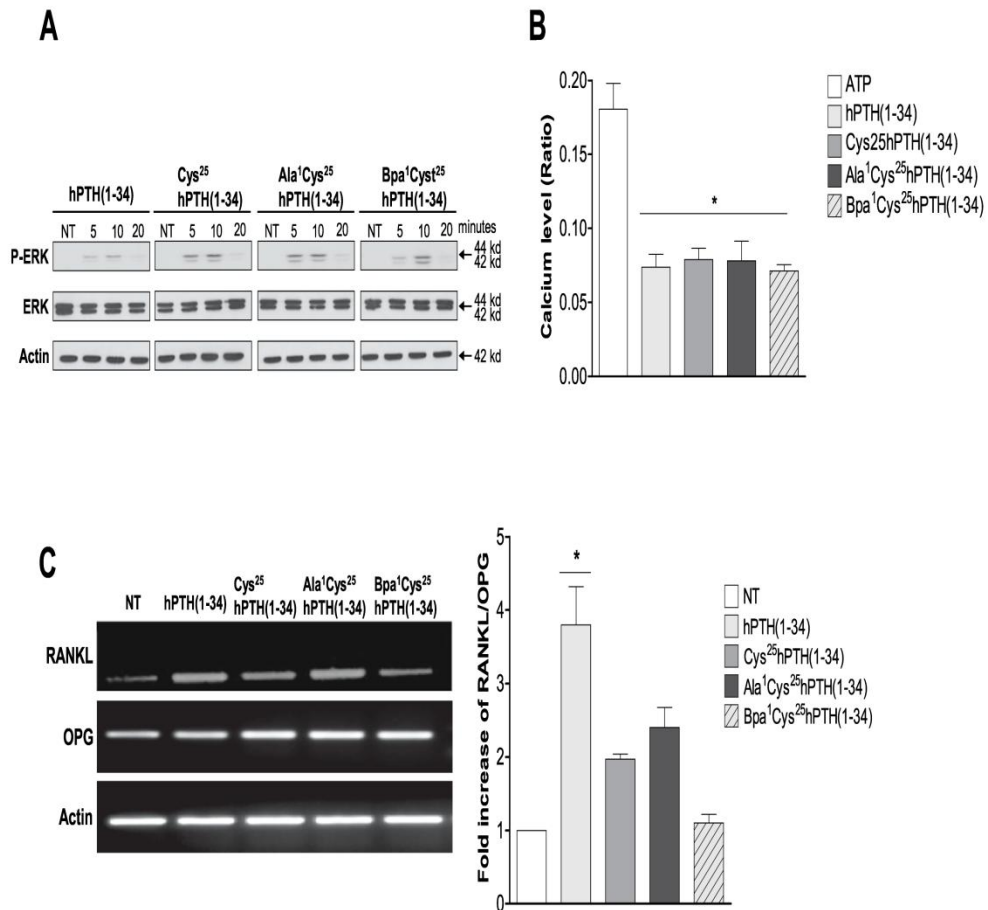 A
hPTH(1-34)
Cys25
hPTH(1-34)
Ala1Cys25
hPTH(1-34)
Bpa1Cyst25
hPTH(1-34)
NT 5 10 20 NT 5 10 20 NT 5 10 20 NT 5 10 20 minutes
P-ERK
44 kd
42 kd
ERK
44 kd
42 kd
Actin
42 kd
B
Calcium level (Ratio)
0.20
0.15
0.10
0.05
0.00
*
ATP
hPTH(1-34)
Cys25hPTH(1-34)
Ala1Cys25hPTH(1-34)
Bpa1Cys25hPTH(1-34)
C
NT
hPTH(1-34)
Cys25
hPTH(1-34)
Ala1Cys25
hPTH(1-34)
Bpa1Cys25
hPTH(1-34)
RANKL
OPG
Actin
Fold increase of RANKL/OPG
5
4
3
2
1
0
*
NT
hPTH(1-34)
Cys25hPTH(1-34)
Ala1Cys25hPTH(1-34)
Bpa1Cys25hPTH(1-34)